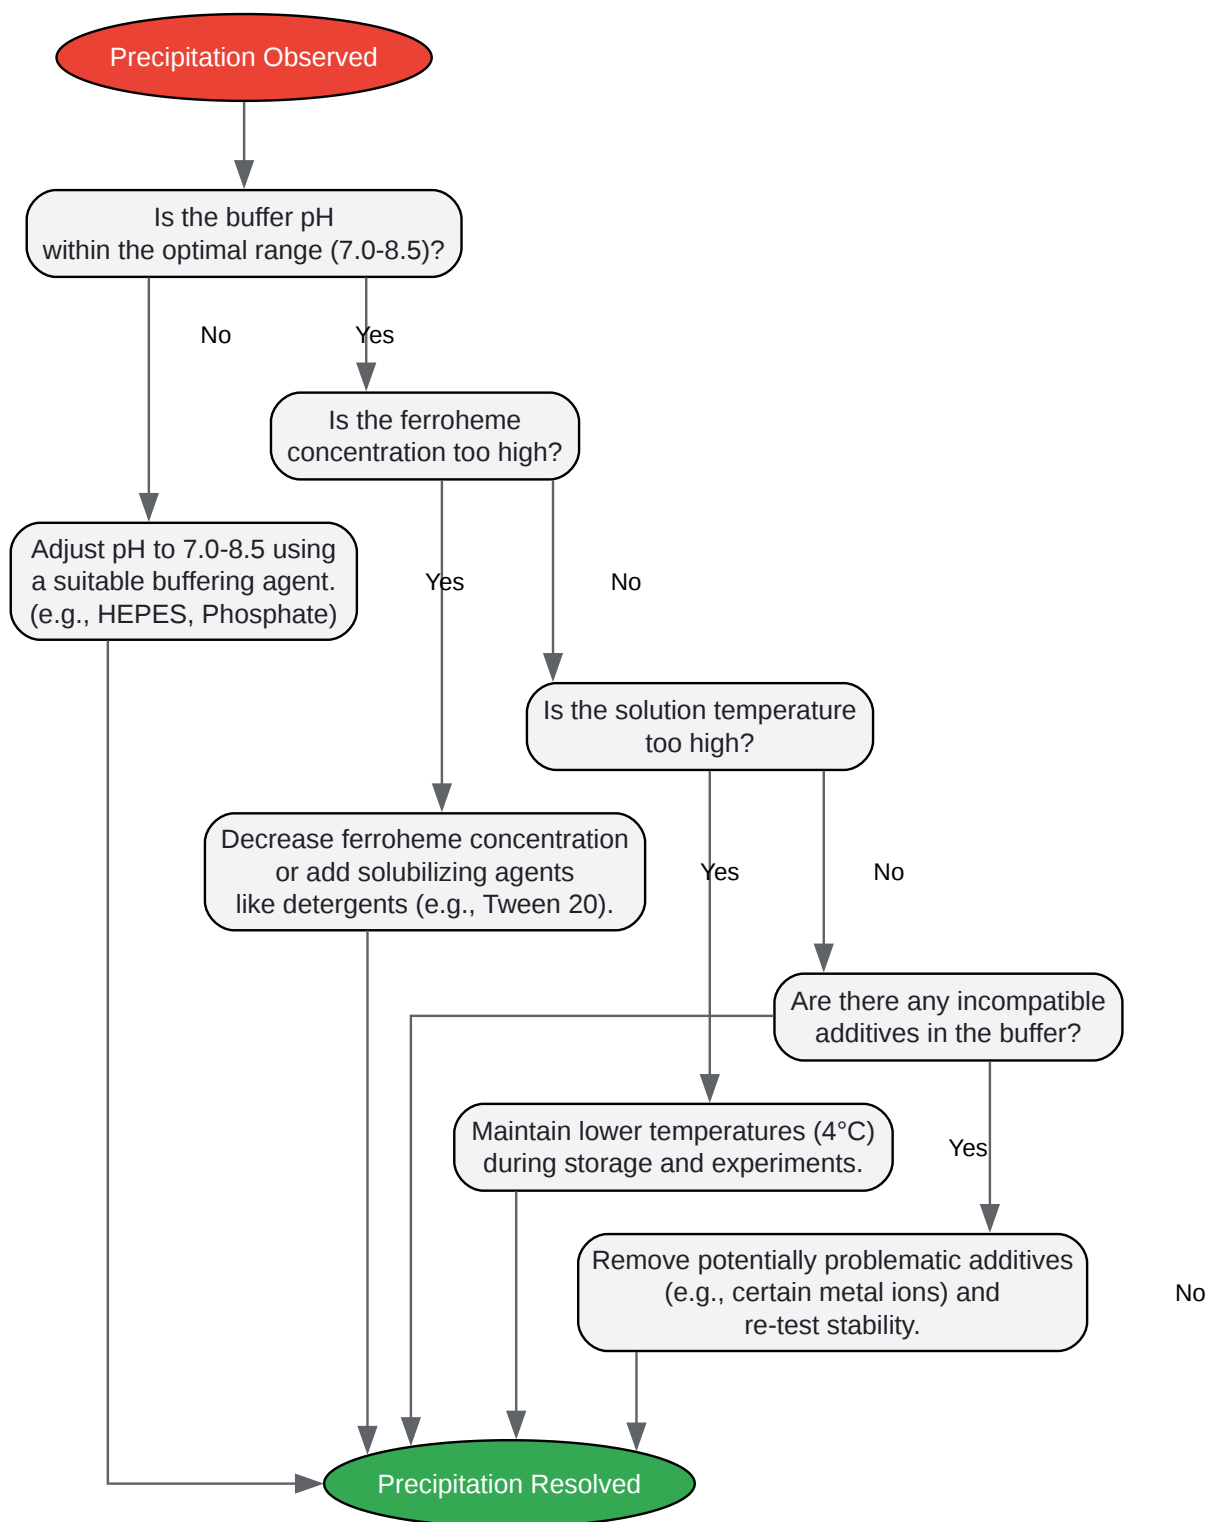 Precipitation Observed
Is the buffer pH
within the optimal range (7.0-8.5)?
No
Yes
Is the ferroheme
concentration too high?
Adjust pH to 7.0-8.5 using
a suitable buffering agent.
(e.g., HEPES, Phosphate)
Yes
No
Is the solution temperature
too high?
Decrease ferroheme concentration
or add solubilizing agents
like detergents (e.g., Tween 20).
Yes
No
Are there any incompatible
additives in the buffer?
Maintain lower temperatures (4°C)
during storage and experiments.
Yes
Remove potentially problematic additives
(e.g., certain metal ions) and
re-test stability.
No
Precipitation Resolved